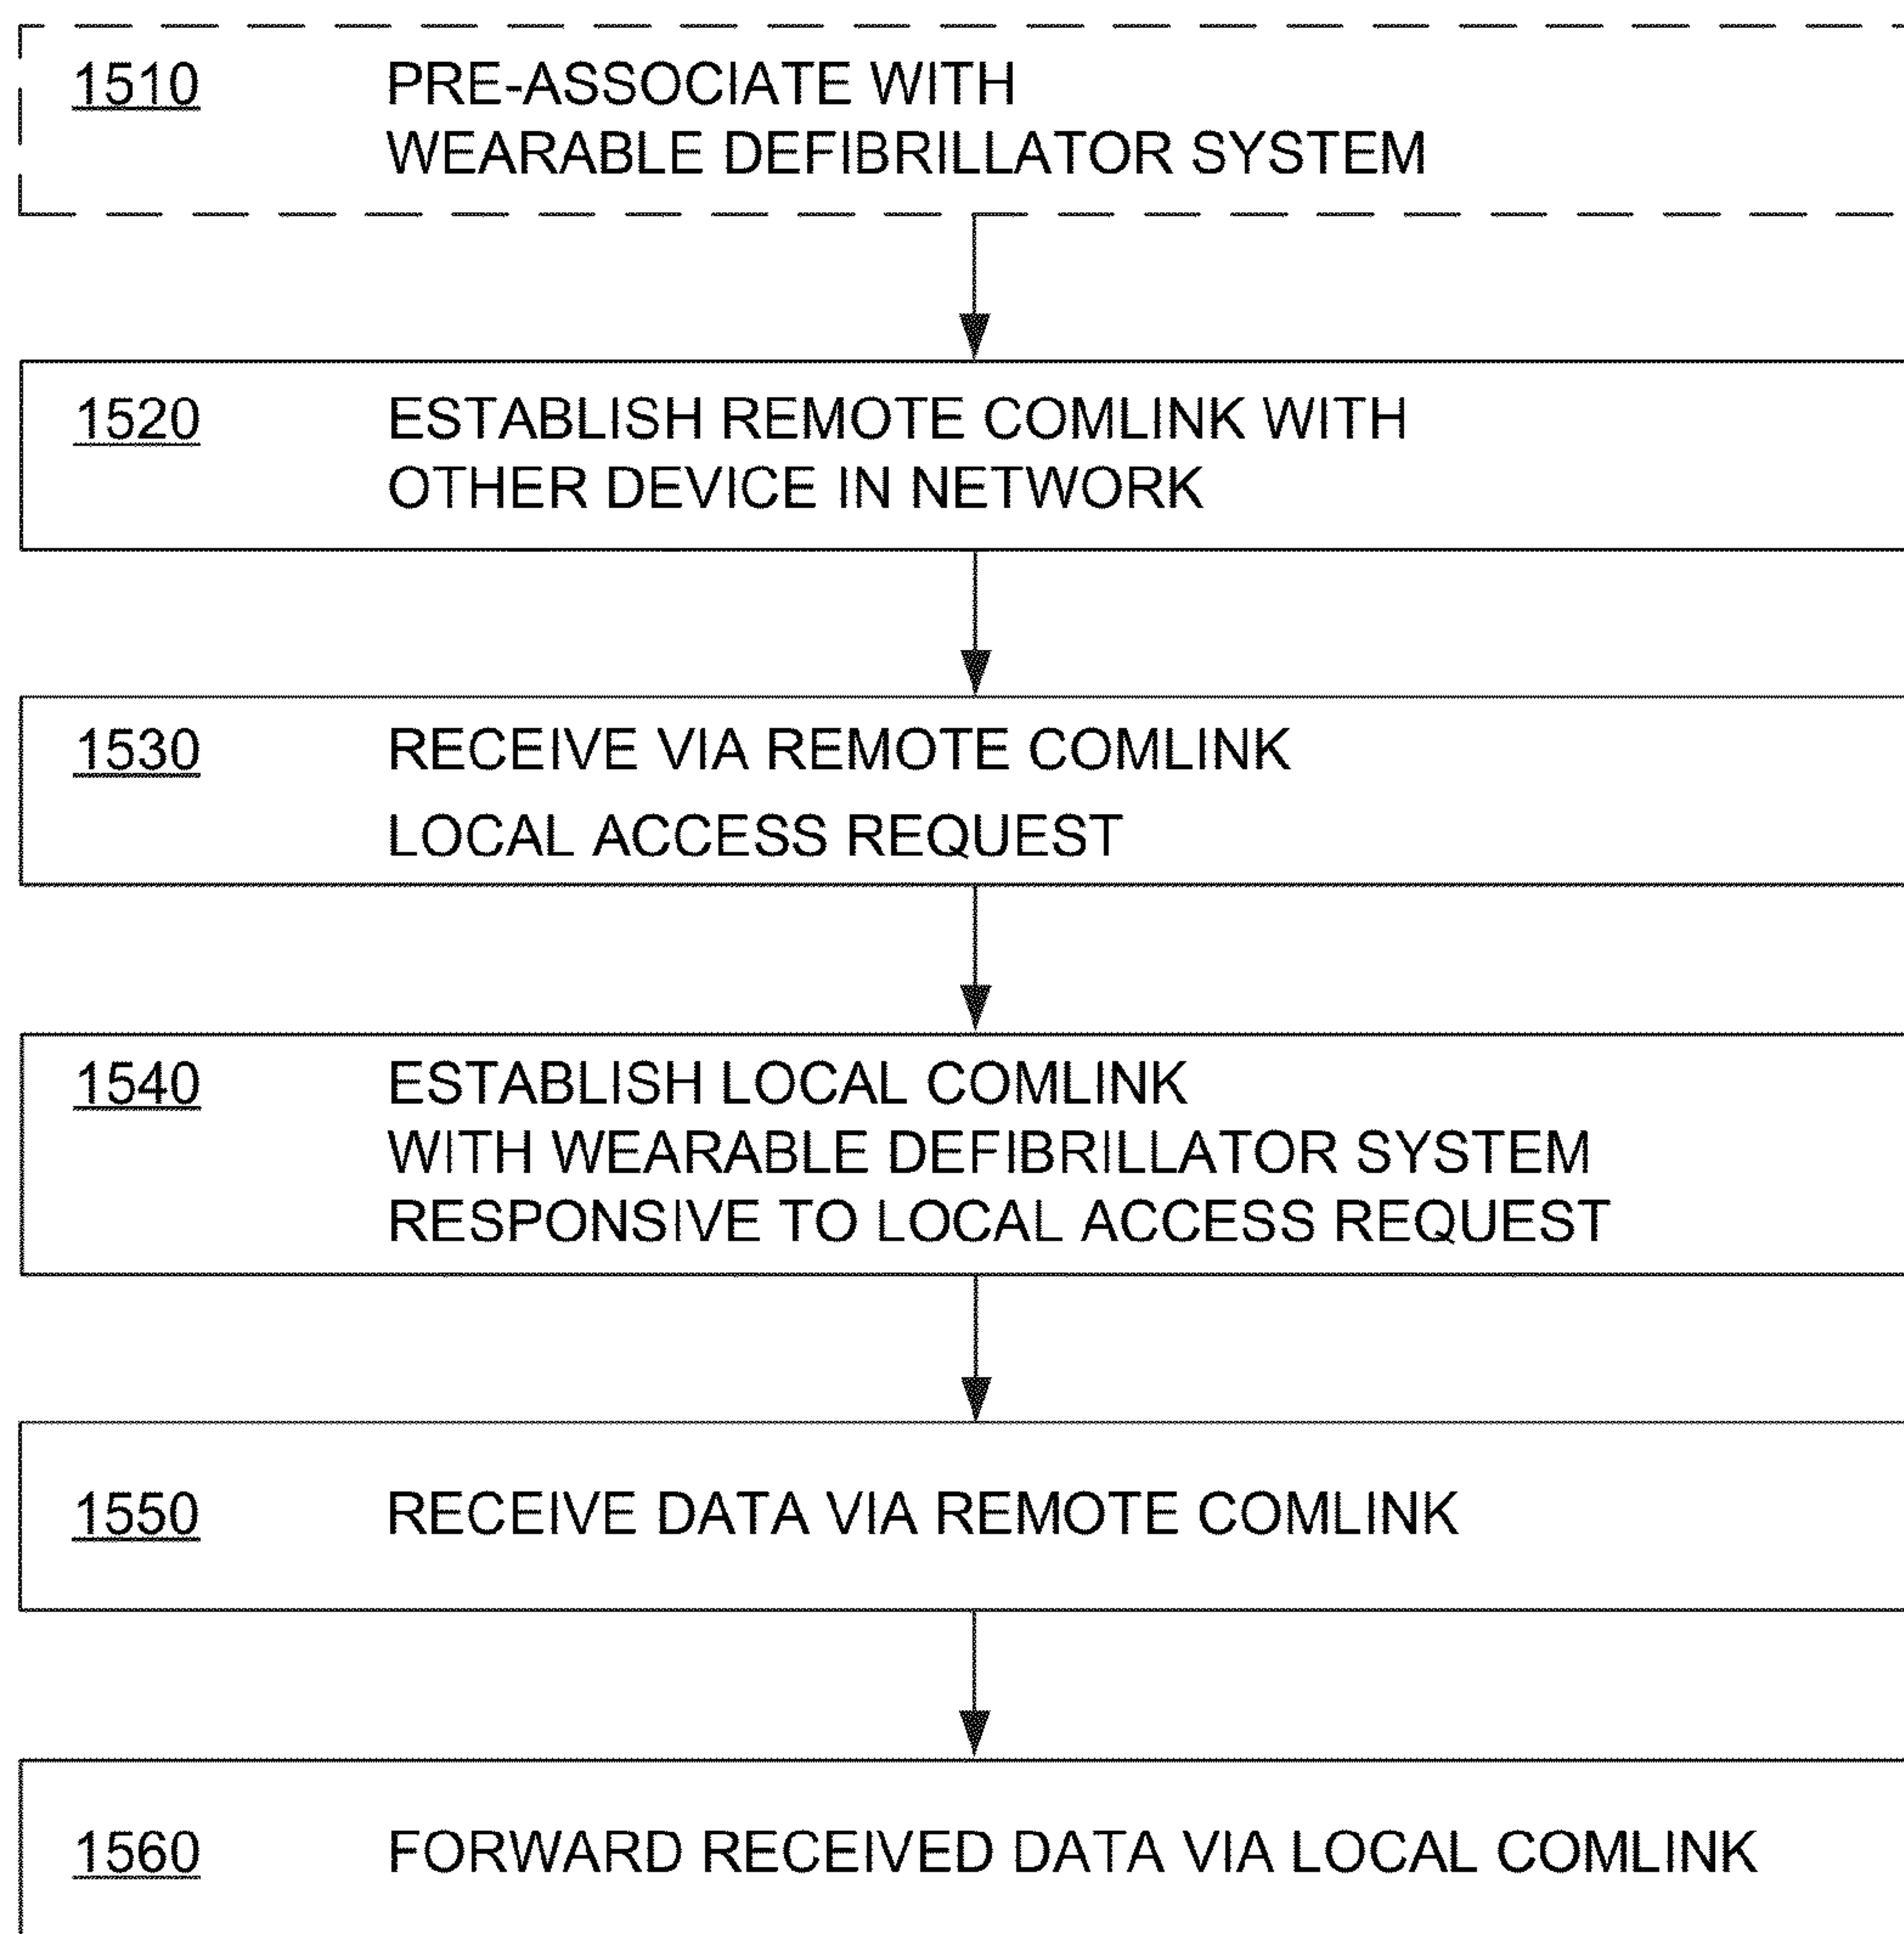 1510 PRE-ASSOCIATE WITH
WEARABLE DEFIBRILLATOR SYSTEM
1520 ESTABLISH REMOTE COMLINK WITH
OTHER DEVICE IN NETWORK
1530 RECEIVE VIA REMOTE COMLINK
LOCAL ACCESS REQUEST
1540 ESTABLISH LOCAL COMLINK
WITH WEARABLE DEFIBRILLATOR SYSTEM
RESPONSIVE TO LOCAL ACCESS REQUEST
1550 RECEIVE DATA VIA REMOTE COMLINK
1560 FORWARD RECEIVED DATA VIA LOCAL COMLINK